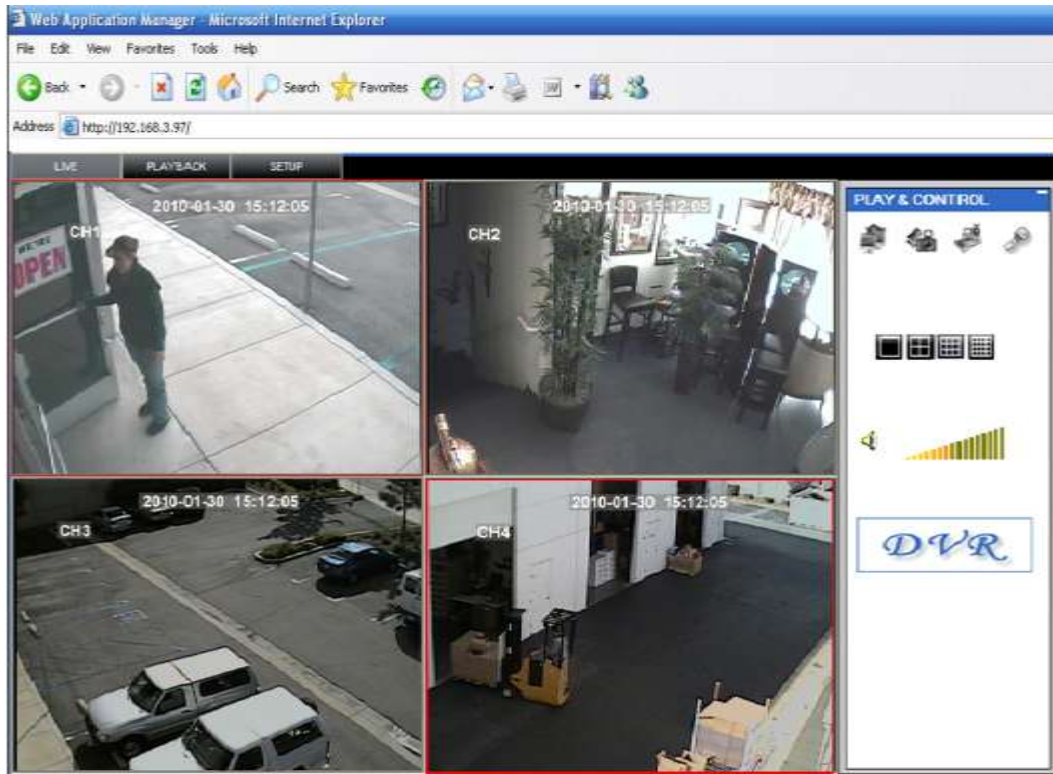 Web Application Manager - Microsoft Internet Explorer
File Edit View Favorites Tools Help
Back Search Favorites
Address http://192.168.3.97/
LIVE PLAYBACK SETUP
2010-01-30 15:12:05
CH1
WE'RE
OPEN
2010-01-30 15:12:05
CH2
PLAY & CONTROL
2010-01-30 15:12:05
CH3
2010-01-30 15:12:05
CH4
DVR